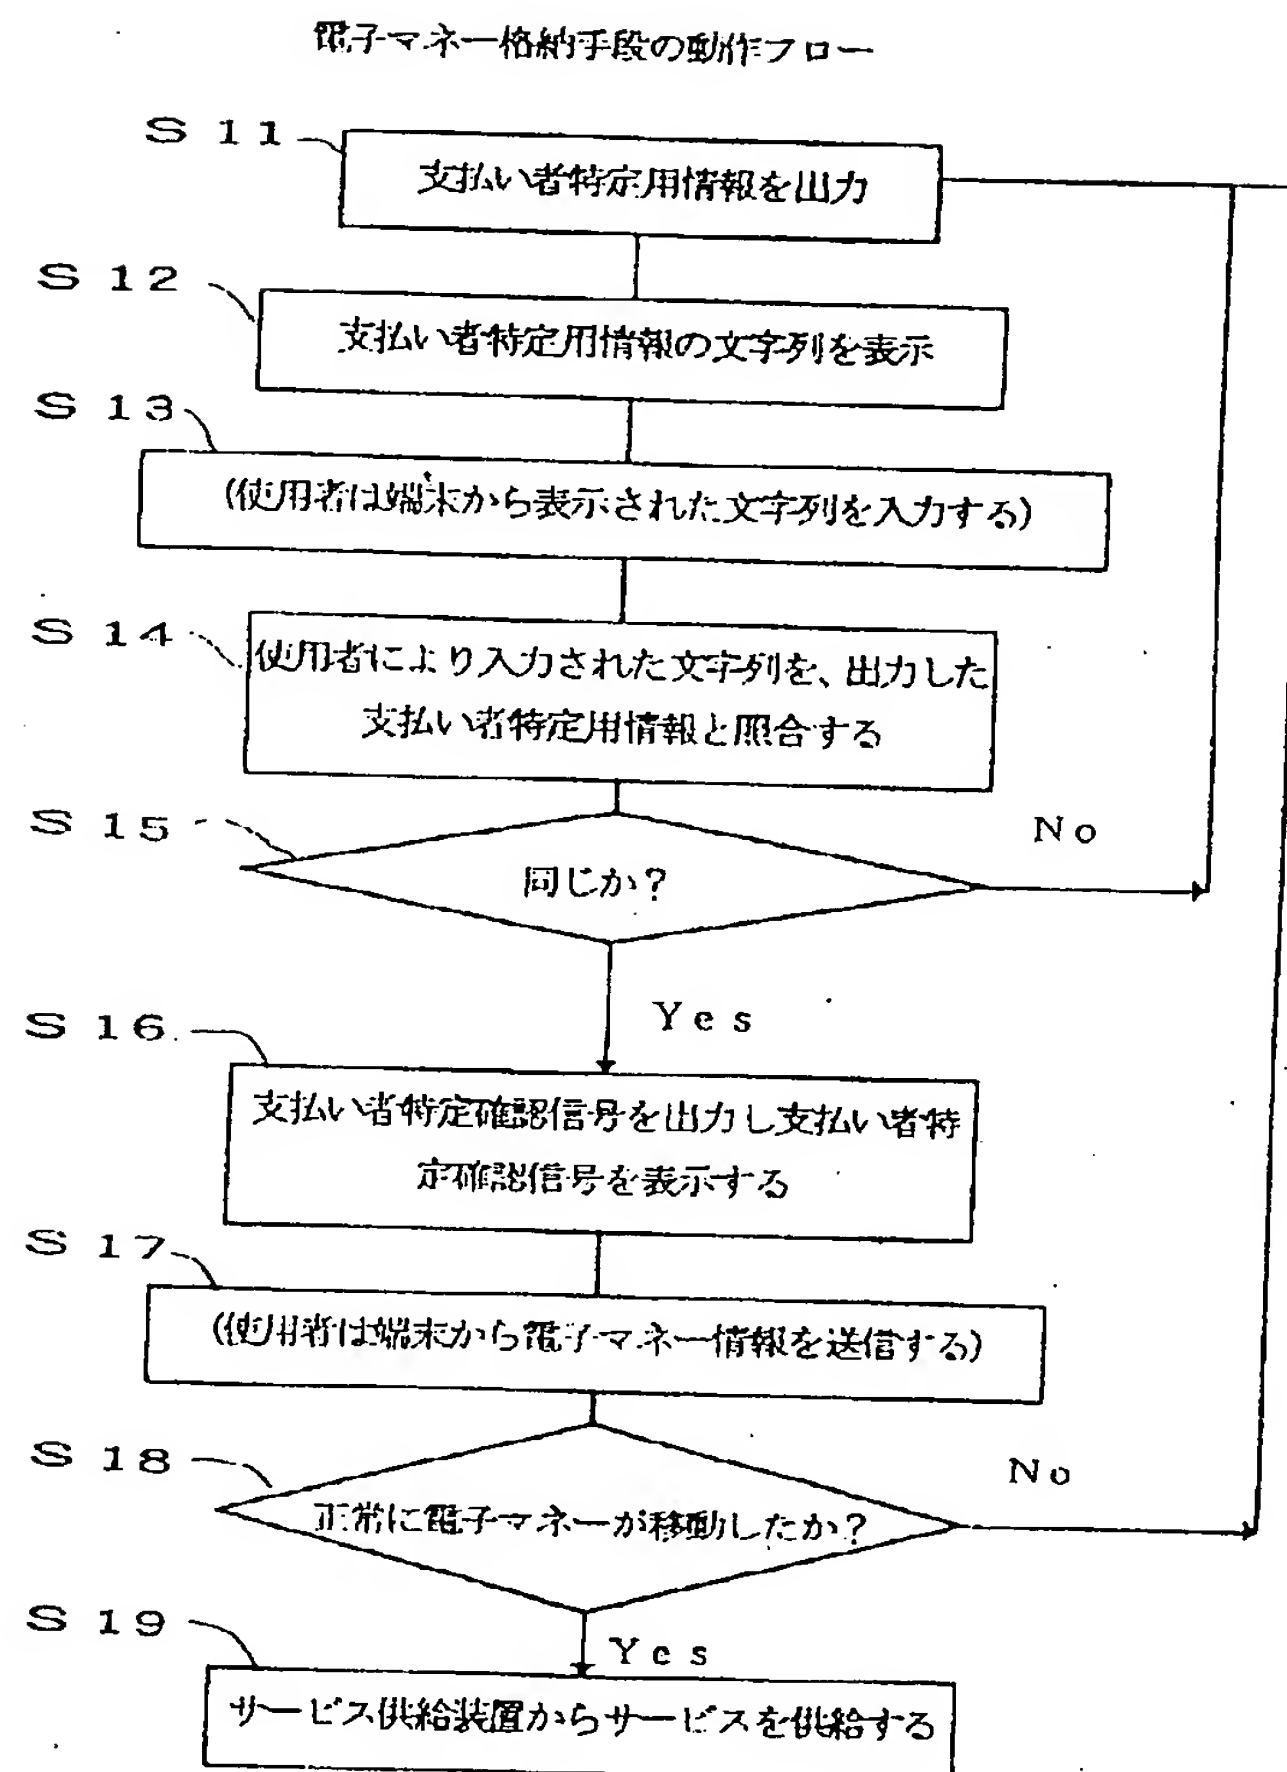 電子マネー格納手段の動作フロー
S11
支払い者特定用情報を出力
S12
支払い者特定用情報の文字列を表示
S13
(使用者は端末から表示された文字列を入力する)
S14
使用者により入力された文字列を、出力した
支払い者特定用情報と照合する
S15
同じか?
No
Yes
S16
支払い者特定確認信号を出力し支払い者特
定確認信号を表示する
S17
(使用者は端末から電子マネー情報を送信する)
S18
正常に電子マネーが移動したか?
No
Yes
S19
サービス供給装置からサービスを供給する